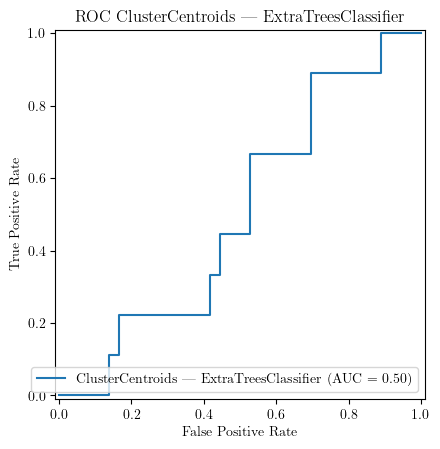 ROC ClusterCentroids — ExtraTreesClassifier
1.0
0.8
0.6
0.4
0.2
0.0
True Positive Rate
ClusterCentroids — ExtraTreesClassifier (AUC = 0.50)
0.0 0.2 0.4 0.6 0.8 1.0
False Positive Rate